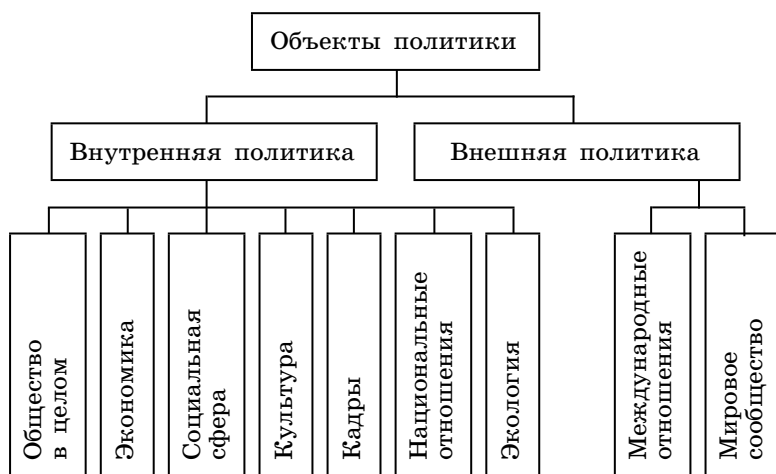 Объекты политики
Внутренняя политика
Внешняя политика
Общество
в целом
Экономика
Социальная
сфера
Культура
Кадры
Национальные
отношения
Экология
Международные
отношения
Мировое
сообщество